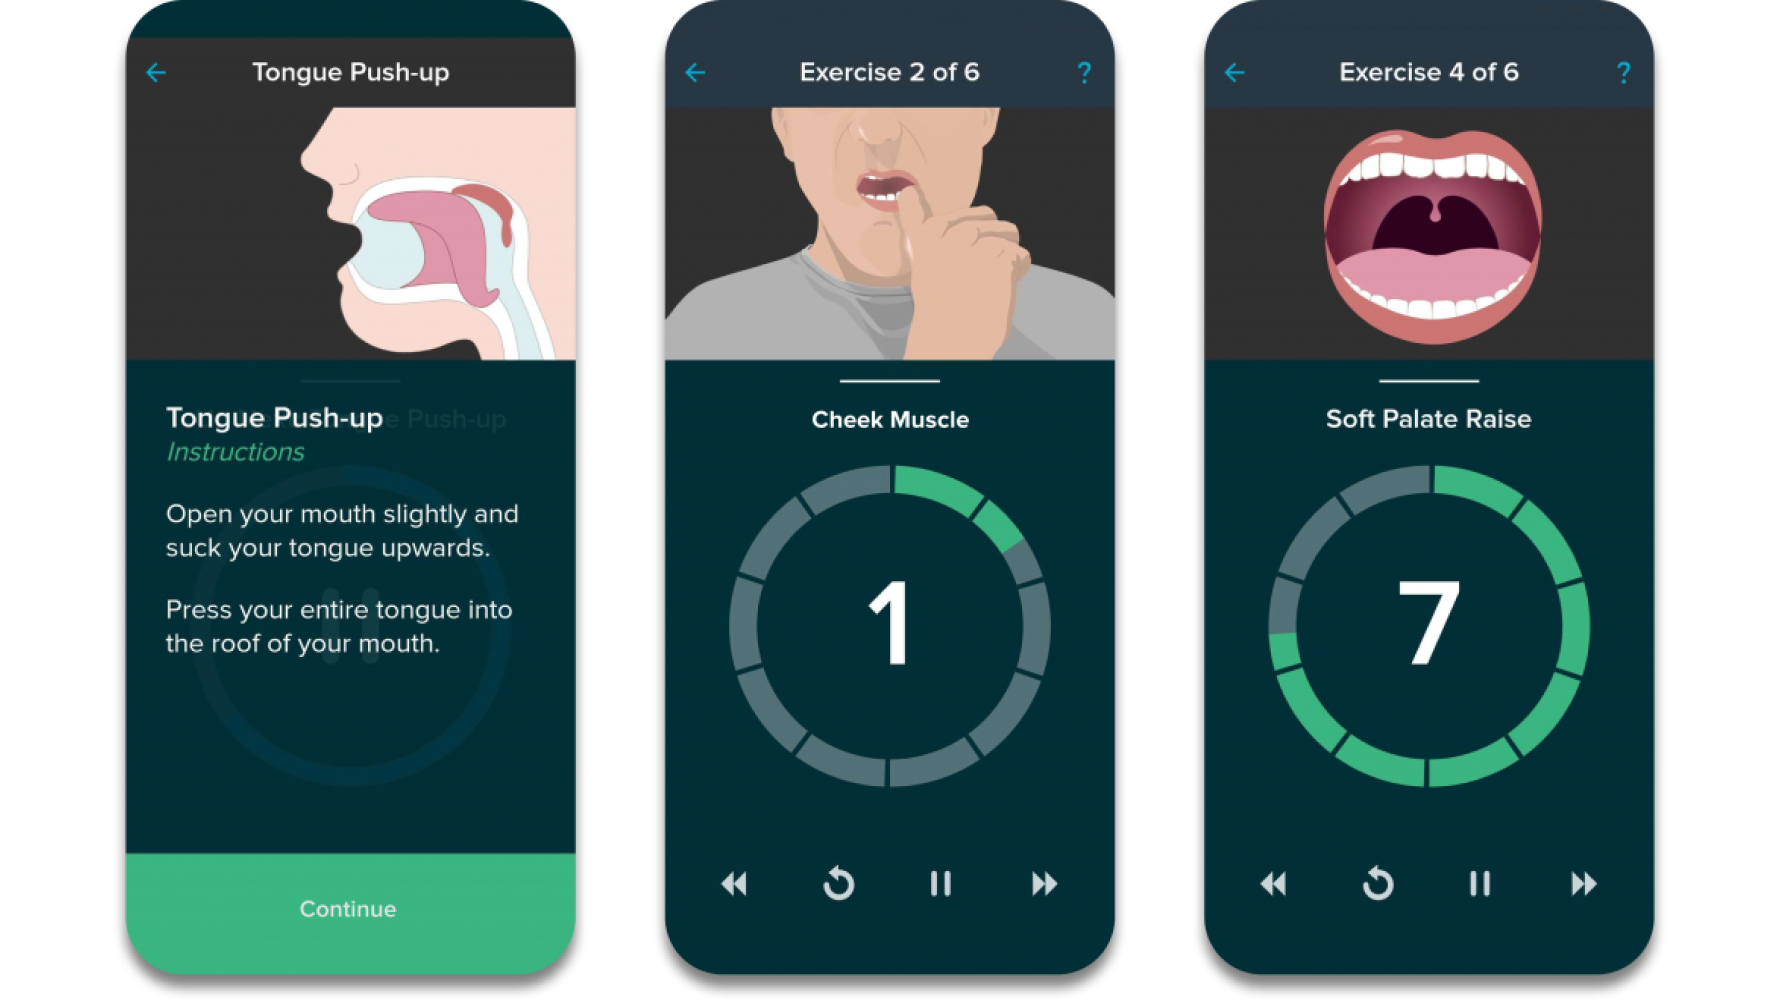 Tongue Push-up
Tongue Push-up
Instructions
Open your mouth slightly and
suck your tongue upwards.
Press your entire tongue into
the roof of your mouth.
Continue
Exercise 2 of 6
?
Cheek Muscle
1
Exercise 4 of 6
?
Soft Palate Raise
7